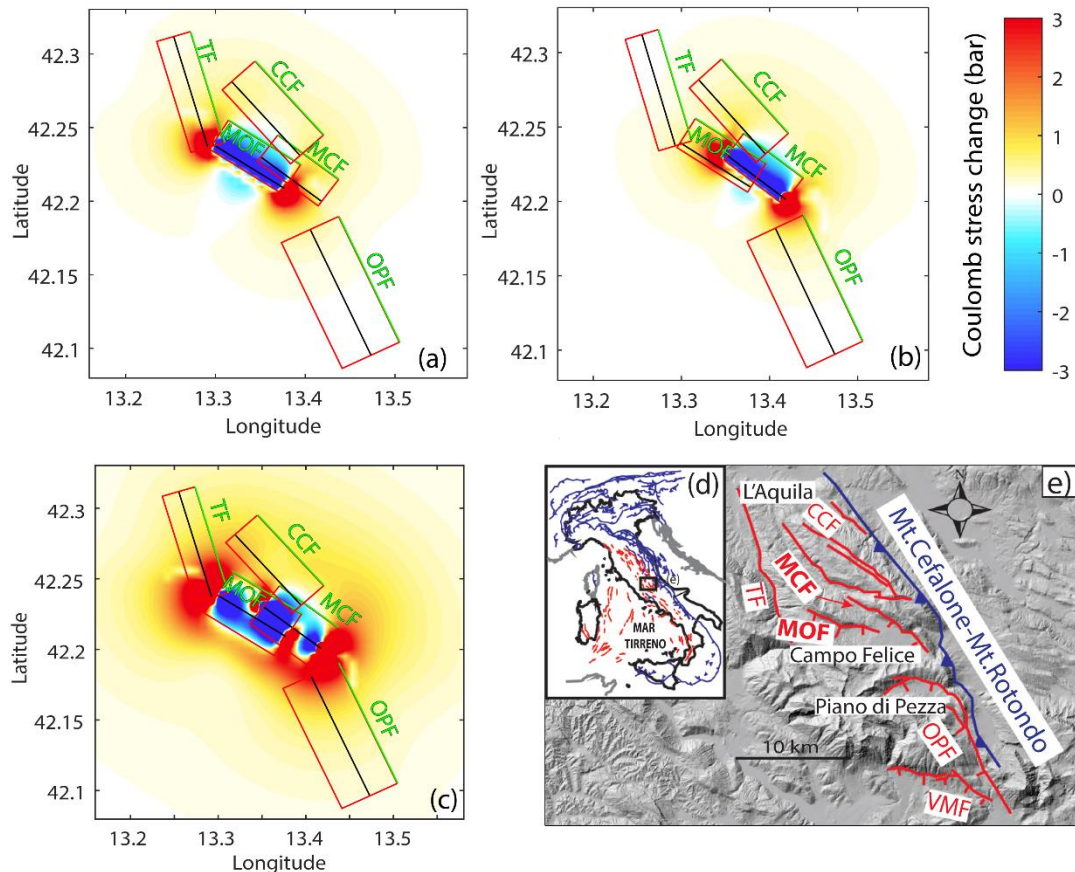 TF
CCF
MOF
MCF
OPF
(a)
42.3
42.25
42.2
42.15
42.1
Latitude
13.2
13.3
13.4
13.5
Longitude
TF
CCF
MOF
MCF
OPF
(b)
42.3
42.25
42.2
42.15
42.1
Latitude
13.2
13.3
13.4
13.5
Longitude
Coulomb stress change (bar)
3
2
1
0
-1
-2
-3
TF
CCF
MOF
MCF
OPF
(c)
42.3
42.25
42.2
42.15
42.1
Latitude
13.2
13.3
13.4
13.5
Longitude
(d)
(e)
MAR
TIRRENO
e)
N
L'Aquila
CCF
MCF
TF
MOF
Campo Felice
Mt.Cefalone-Mt.Rotondo
Piano di Pezza
OPF
10 km
VMF